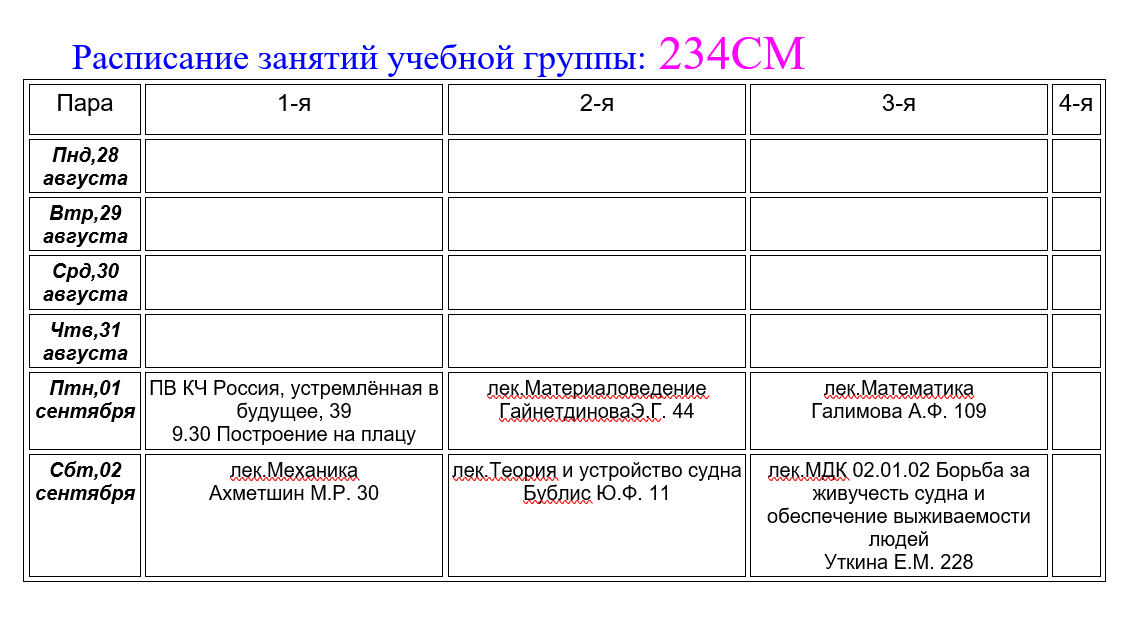 Расписание занятий учебной группы: 234СМ
Пара 1-я 2-я 3-я 4-я
Пнд,28
августа
Втр,29
августа
Срд,30
августа
Чтв,31
августа
Птн,01
сентября
ПВ КЧ Россия, устремлённая в
будущее, 39
9.30 Построение на плацу
лек.Материаловедение
ГайнетдиноваЭ.Г. 44
лек.Математика
Галимова А.Ф. 109
Сбт,02
сентября
лек.Механика
Ахметшин М.Р. 30
лек.Теория и устройство судна
Бублис Ю.Ф. 11
лек.МДК 02.01.02 Борьба за
живучесть судна и
обеспечение выживаемости
людей
Уткина Е.М. 228